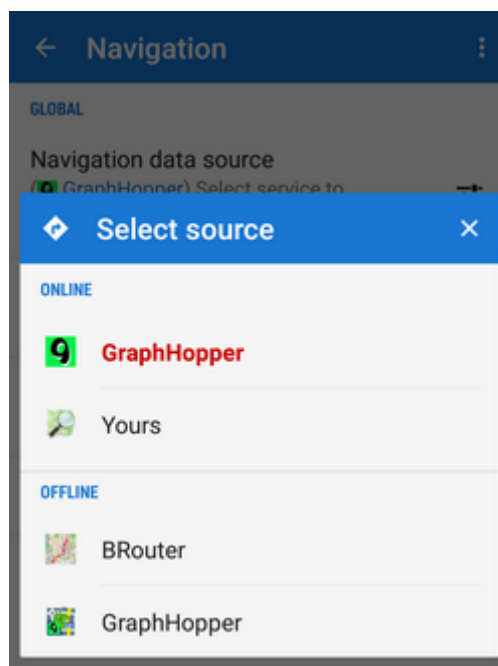 Navigation
GLOBAL
Navigation data source
(GraphHopper) Select service to
Select source
ONLINE
GraphHopper
Yours
OFFLINE
BRouter
GraphHopper